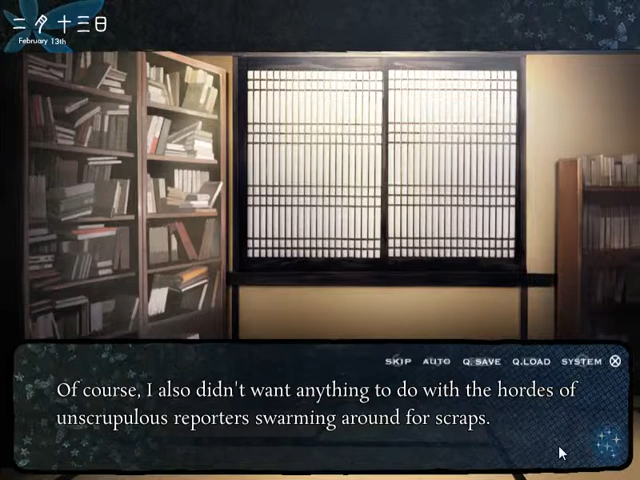 二月十三日
February 13th
SKIP AUTO Q.SAVE Q.LOAD SYSTEM
Of course, I also didn't want anything to do with the hordes of
unscrupulous reporters swarming around for scraps.